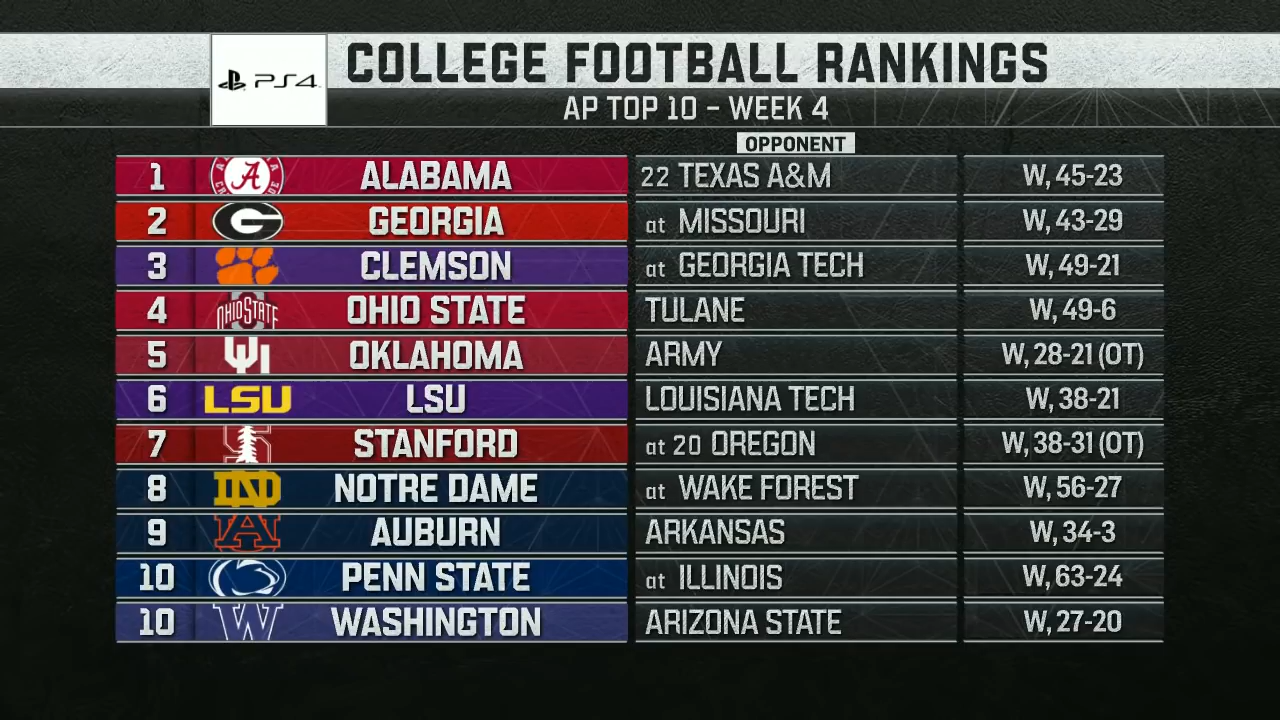 PS4
COLLEGE FOOTBALL RANKINGS
AP TOP 10 – WEEK 4
OPPONENT
1 A ALABAMA 22 TEXAS A&M W, 45-23
2 G GEORGIA at MISSOURI W, 43-29
3 CLEMSON at GEORGIA TECH W, 49-21
4 OHIO STATE OHIO STATE TULANE W, 49-6
5 OU OKLAHOMA ARMY W, 28-21 (OT)
6 LSU LSU LOUISIANA TECH W, 38-21
7 S STANFORD at 20 OREGON W, 38-31 (OT)
8 ND NOTRE DAME at WAKE FOREST W, 56-27
9 AU AUBURN ARKANSAS W, 34-3
10 PENN STATE at ILLINOIS W, 63-24
10 W WASHINGTON ARIZONA STATE W, 27-20